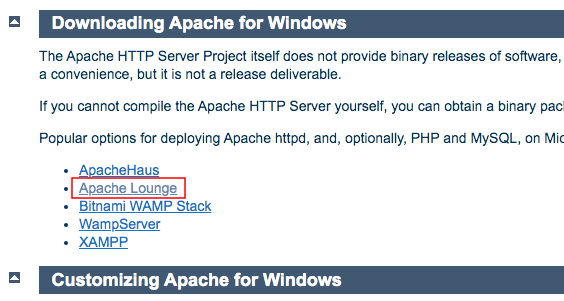 Downloading Apache for Windows
The Apache HTTP Server Project itself does not provide binary releases of software,
a convenience, but it is not a release deliverable.
If you cannot compile the Apache HTTP Server yourself, you can obtain a binary pac
Popular options for deploying Apache httpd, and, optionally, PHP and MySQL, on Mic
ApacheHaus
Apache Lounge
Bitnami WAMP Stack
WampServer
XAMPP
Customizing Apache for Windows